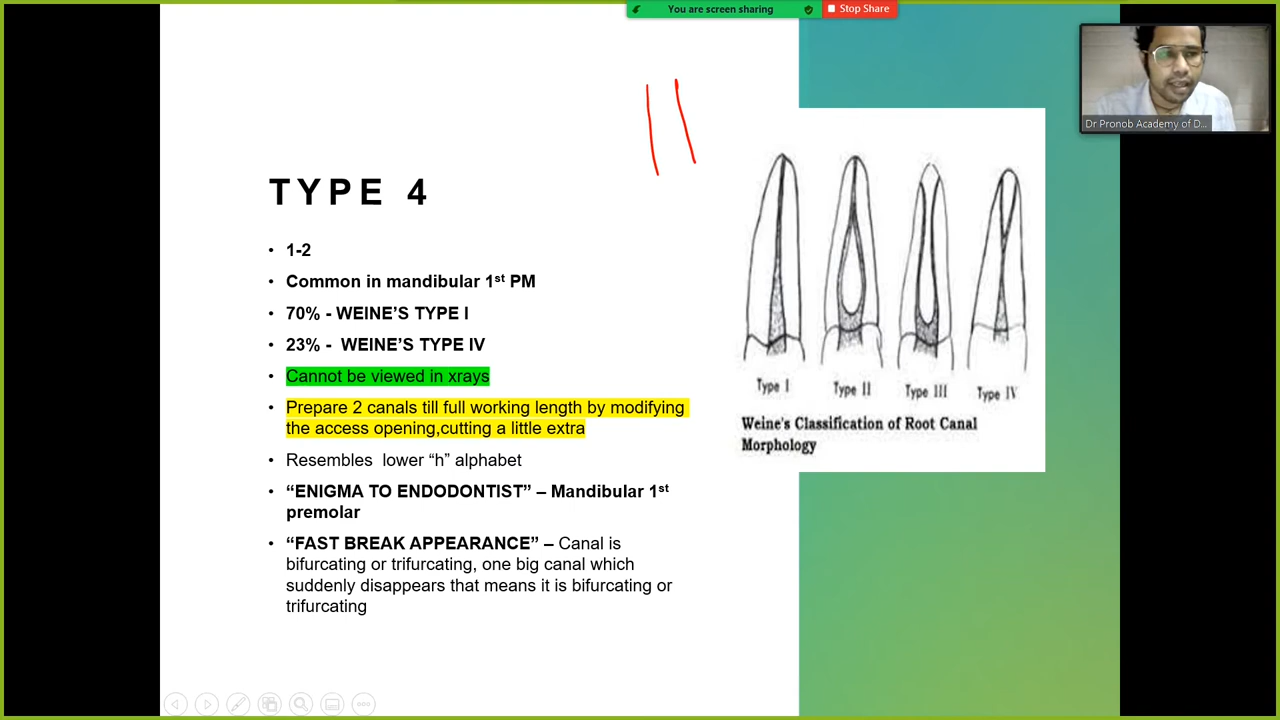 You are screen sharing
Stop Share
Dr Pronob Academy of D...
TYPE 4
• 1-2
• Common in mandibular 1st PM
• 70% - WEINE’S TYPE I
• 23% - WEINE’S TYPE IV
• Cannot be viewed in xrays
• Prepare 2 canals till full working length by modifying
the access opening,cutting a little extra
• Resembles lower “h” alphabet
• “ENIGMA TO ENDODONTIST” – Mandibular 1st
premolar
• “FAST BREAK APPEARANCE” – Canal is
bifurcating or trifurcating, one big canal which
suddenly disappears that means it is bifurcating or
trifurcating
Type I Type II Type III Type IV
Weine's Classification of Root Canal
Morphology